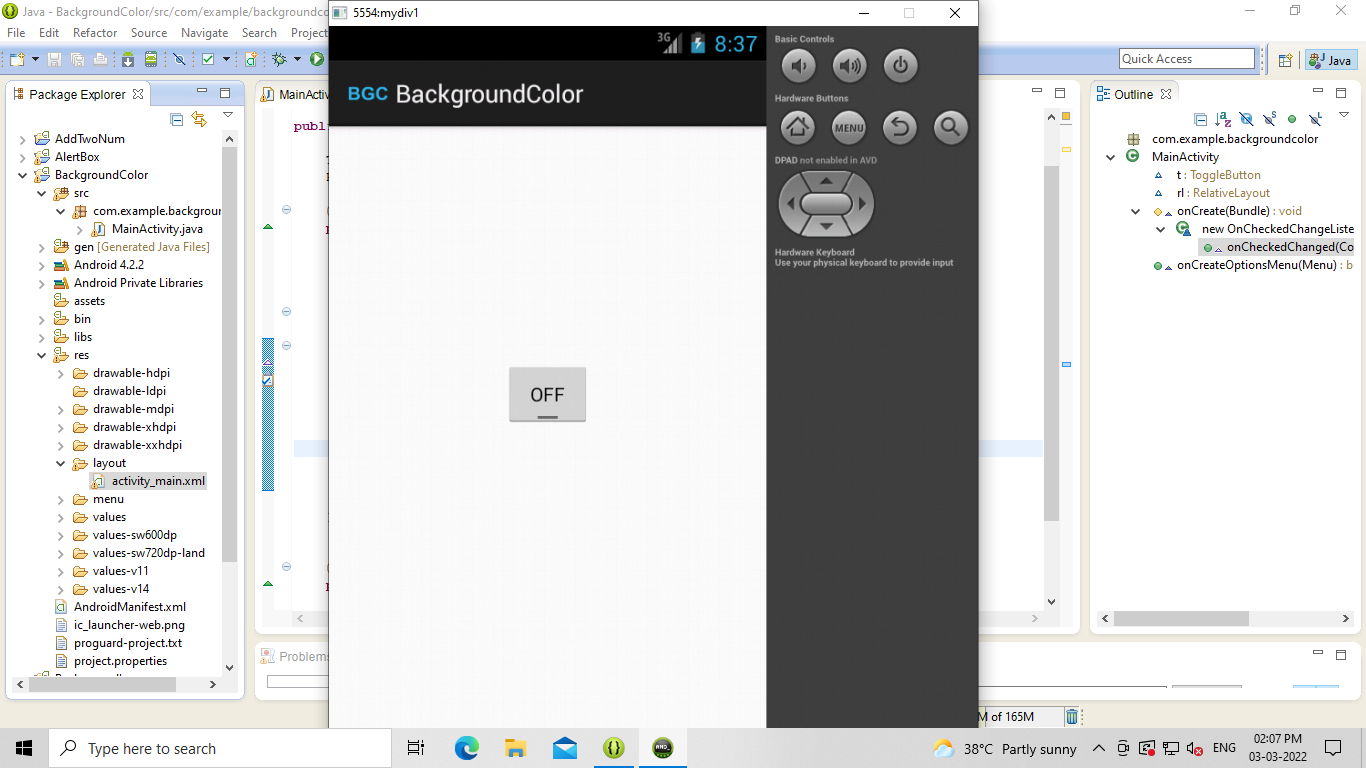 Java - BackgroundColor/src/com/example/backgroundco
File Edit Refactor Source Navigate Search Project
Quick Access
Java
Package Explorer
AddTwoNum
AlertBox
BackgroundColor
src
com.example.backgrour
MainActivity.java
gen [Generated Java Files]
Android 4.2.2
Android Private Libraries
assets
bin
libs
res
drawable-hdpi
drawable-ldpi
drawable-mdpi
drawable-xhdpi
drawable-xxhdpi
layout
activity_main.xml
menu
values
values-sw600dp
values-sw720dp-land
values-v11
values-v14
AndroidManifest.xml
ic_launcher-web.png
proguard-project.txt
project.properties
MainActiv
publ
Problems
5554:mydiv1
3G 8:37
BGC BackgroundColor
OFF
Basic Controls
Hardware Buttons
MENU
DPAD not enabled in AVD
Hardware Keyboard
Use your physical keyboard to provide input
Outline
com.example.backgroundcolor
MainActivity
t : ToggleButton
rl : RelativeLayout
onCreate(Bundle) : void
new OnCheckedChangeListe
onCheckedChanged(Co
onCreateOptionsMenu(Menu) : b
M of 165M
Type here to search
38°C Partly sunny
ENG
02:07 PM
03-03-2022